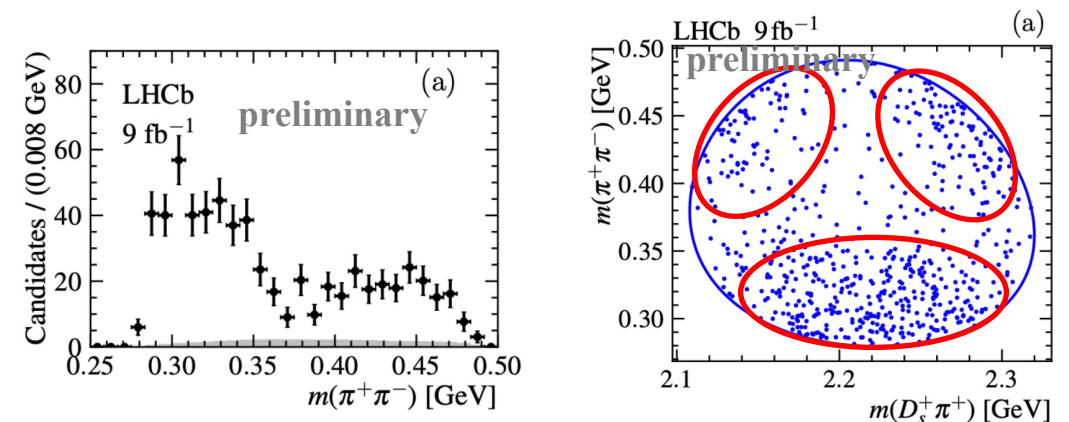 Candidates / (0.008 GeV)
80
60
40
20
0
(a)
LHCb
9 fb⁻¹
preliminary
0.25 0.30 0.35 0.40 0.45 0.50
m(π⁺π⁻) [GeV]
LHCb 9 fb⁻¹
(a)
preliminary
m(π⁺π⁻) [GeV]
0.50
0.45
0.40
0.35
0.30
2.1 2.2 2.3
m(D_s⁺π⁺) [GeV]